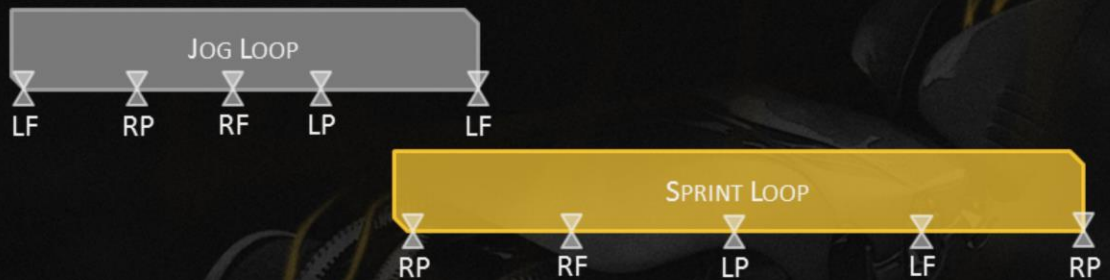 JOG LOOP
LF RP RF LP LF
SPRINT LOOP
RP RF LP LF RP